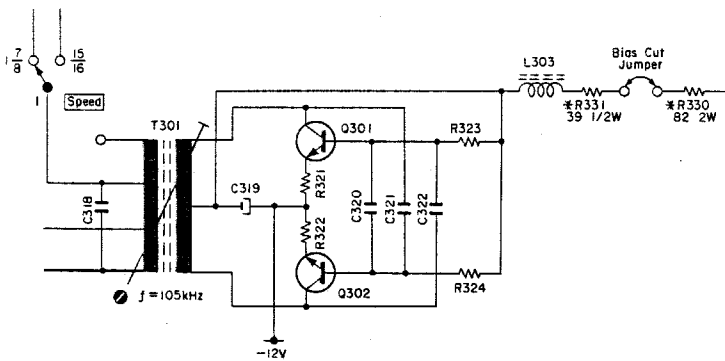 1 7/8
15/16
1
Speed
T301
C318
f=105kHz
C319
-12V
Q301
R321
R322
Q302
C320
C321
C322
R323
R324
L303
*R331
39 1/2W
Bias Cut
Jumper
*R330
82 2W